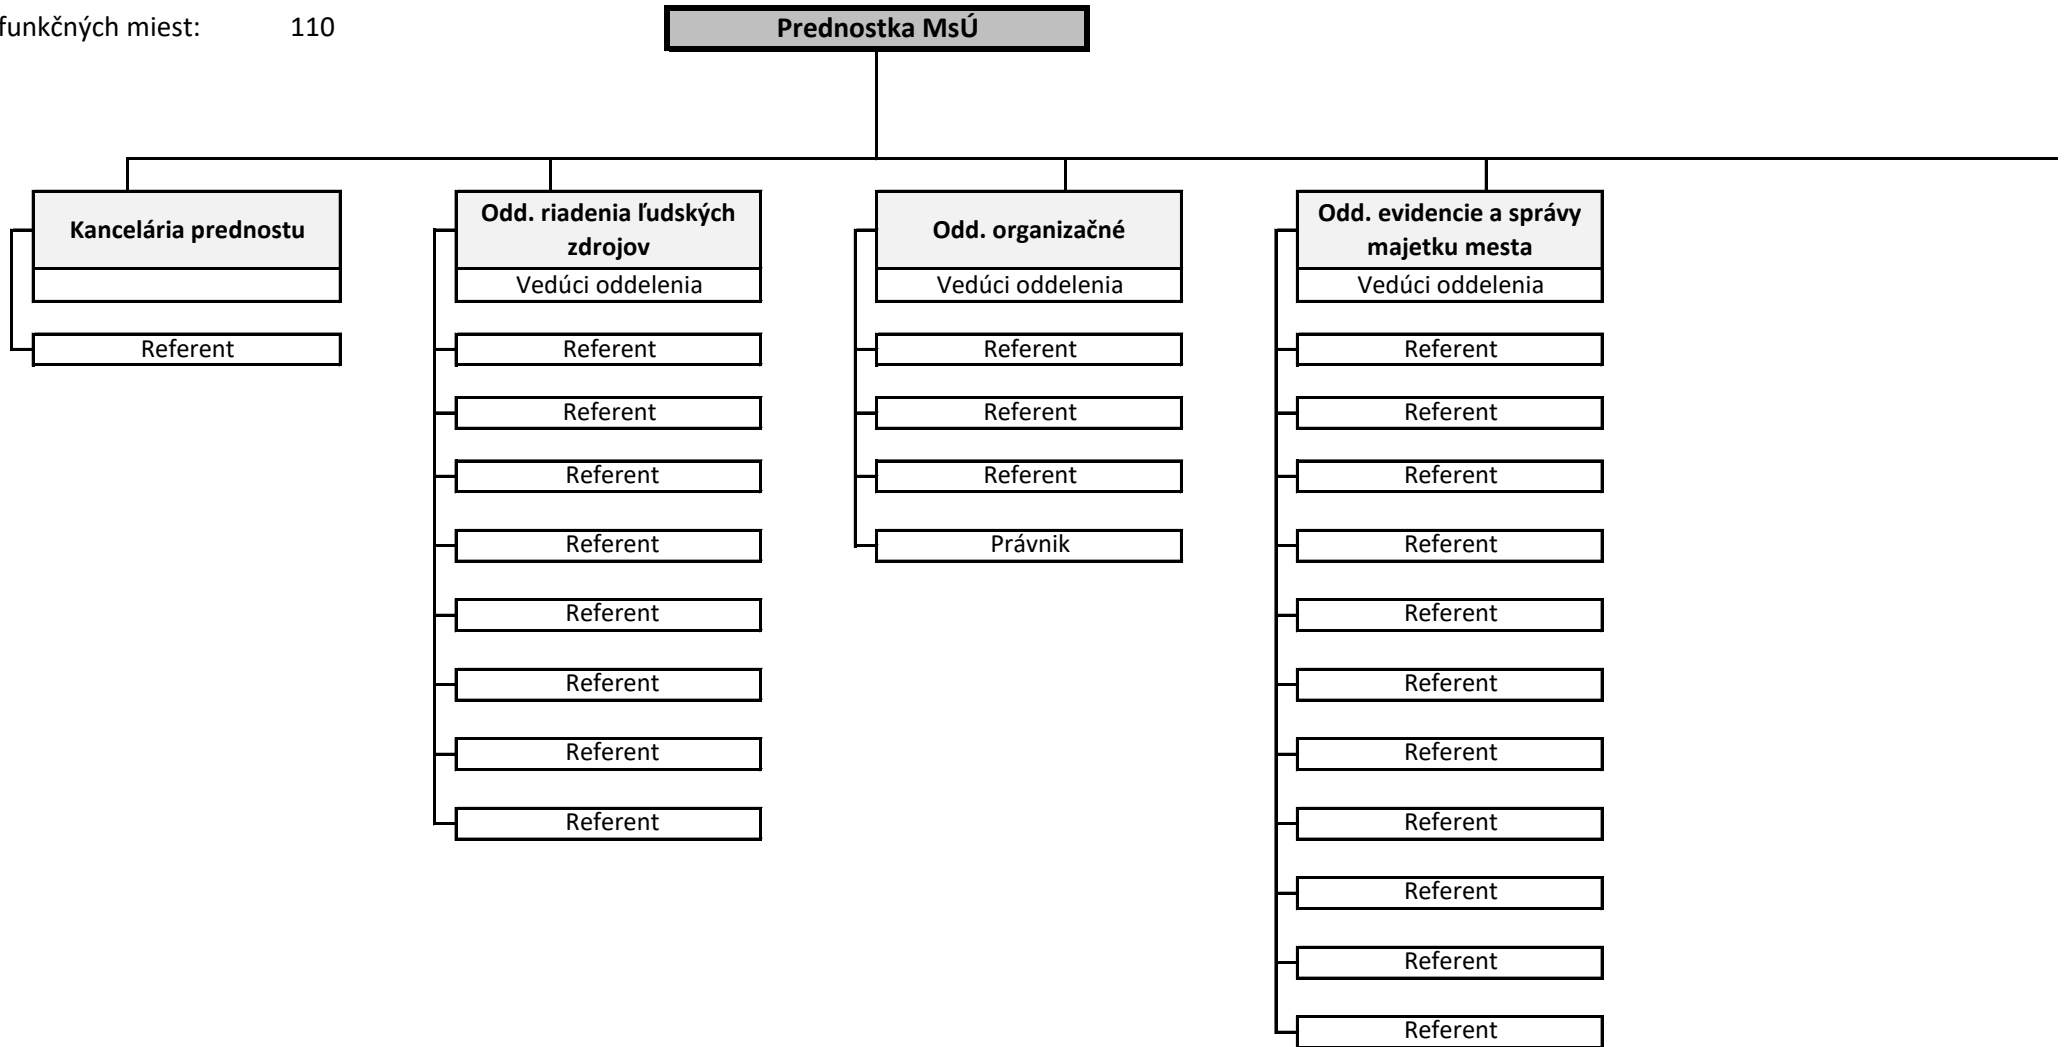 funkčných miest: 110
Prednostka MsÚ
Kancelária prednostu
Referent
Odd. riadenia ľudských
zdrojov
Vedúci oddelenia
Referent
Referent
Referent
Referent
Referent
Referent
Referent
Referent
Odd. organizačné
Vedúci oddelenia
Referent
Referent
Referent
Právnik
Odd. evidencie a správy
majetku mesta
Vedúci oddelenia
Referent
Referent
Referent
Referent
Referent
Referent
Referent
Referent
Referent
Referent
Referent